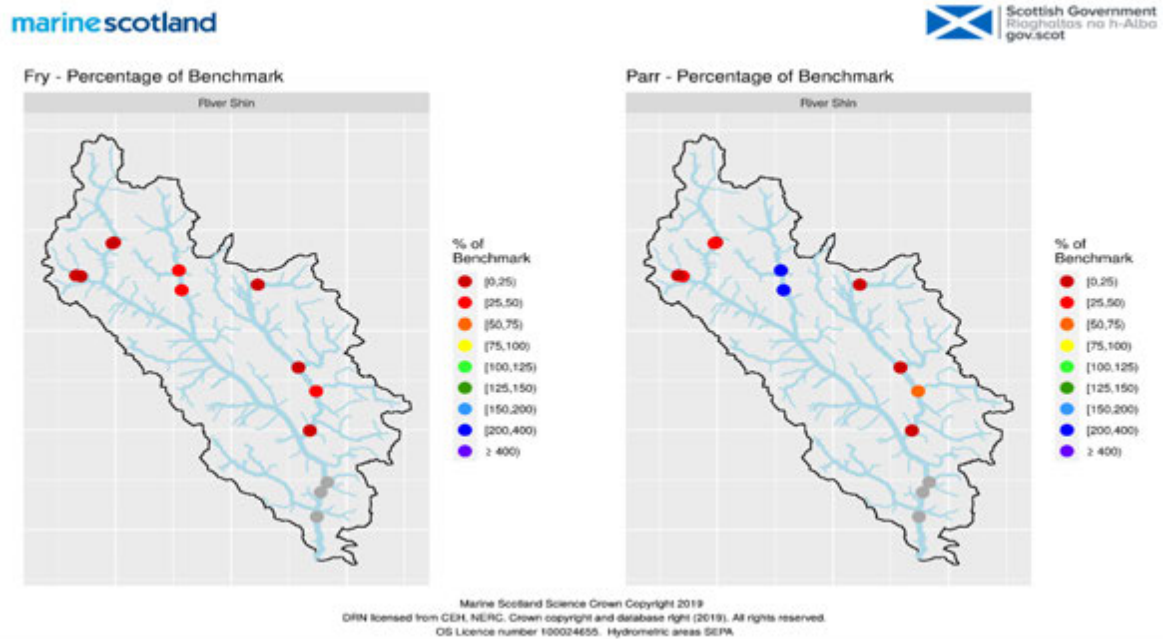 marinescotland
Scottish Government
Riaghaltas na h-Alba
gov.scot
Fry - Percentage of Benchmark
River Shin
% of
Benchmark
[0,25)
[25,50)
[50,75)
[75,100)
[100,125)
[125,150)
[150,200)
[200,400)
≥ 400)
Parr - Percentage of Benchmark
River Shin
% of
Benchmark
[0,25)
[25,50)
[50,75)
[75,100)
[100,125)
[125,150)
[150,200)
[200,400)
≥ 400)
Marine Scotland Science Crown Copyright 2019
DRN licensed from CEH, NERC. Crown copyright and database right (2019). All rights reserved.
OS Licence number 100024655. Hydrometric areas SEPA